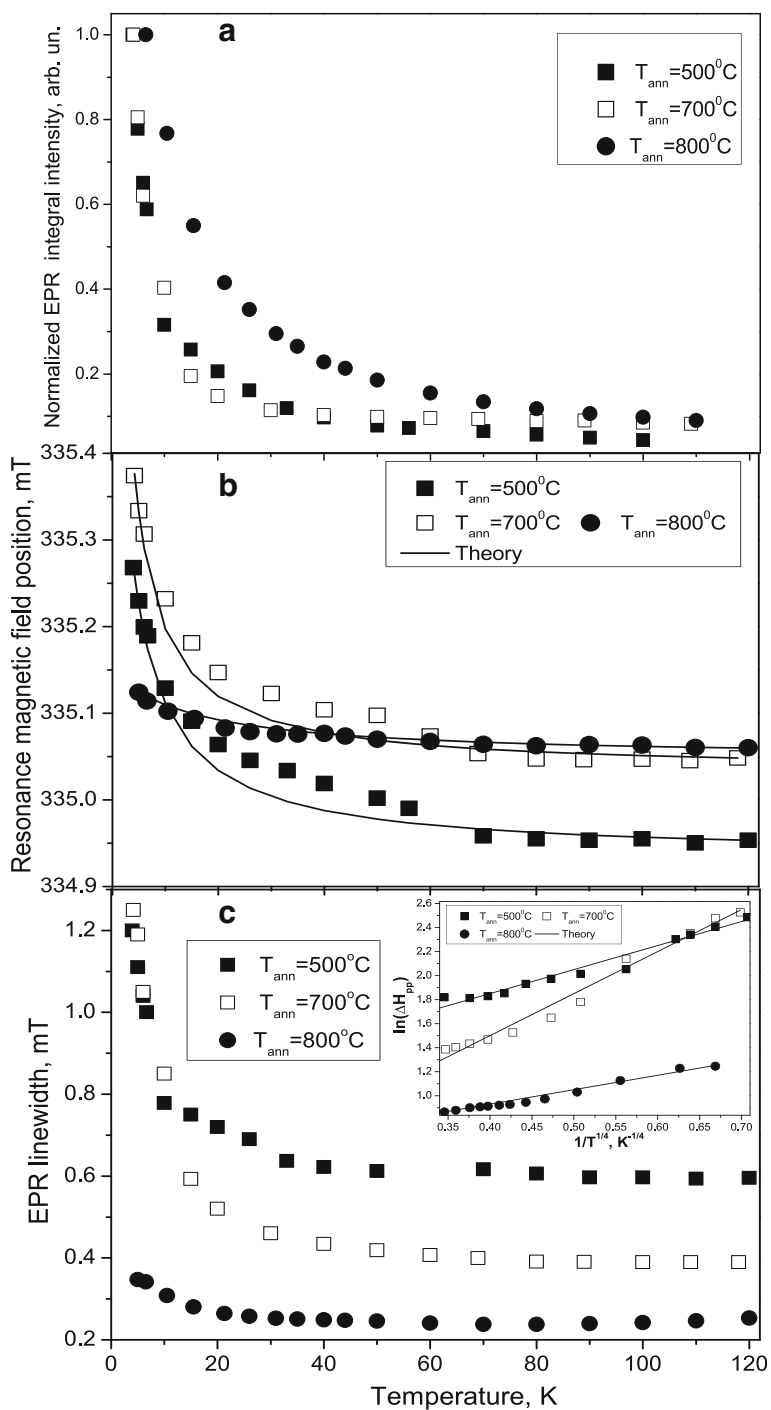 a
Normalized EPR integral intensity, arb. un.
1.0
0.8
0.6
0.4
0.2
T_ann=500⁰C
T_ann=700⁰C
T_ann=800⁰C
b
Resonance magnetic field position, mT
335.4
335.3
335.2
335.1
335.0
334.9
T_ann=500⁰C
T_ann=700⁰C
T_ann=800⁰C
Theory
c
EPR linewidth, mT
1.2
1.0
0.8
0.6
0.4
0.2
T_ann=500°C
T_ann=700°C
T_ann=800°C
ln(ΔH_pp)
2.6
2.4
2.2
2.0
1.8
1.6
1.4
1.2
1.0
T_ann=500⁰C
T_ann=700⁰C
T_ann=800⁰C
Theory
0,35 0,40 0,45 0,50 0,55 0,60 0,65 0,70
1/T^1/4, K^-1/4
0 20 40 60 80 100 120
Temperature, K